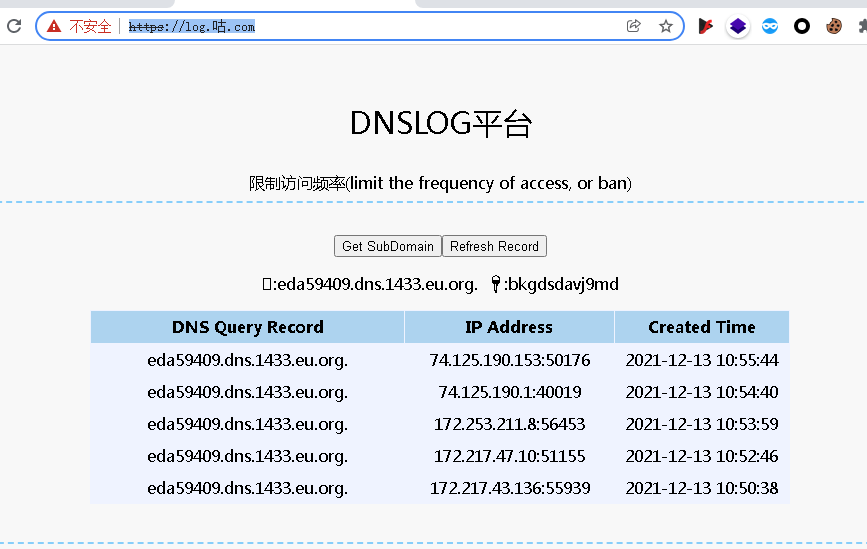 不安全 | https://log.咕.com
DNSLOG平台
限制访问频率(limit the frequency of access, or ban)
Get SubDomain Refresh Record
:eda59409.dns.1433.eu.org. :bkgdsdavj9md
DNS Query Record IP Address Created Time
eda59409.dns.1433.eu.org. 74.125.190.153:50176 2021-12-13 10:55:44
eda59409.dns.1433.eu.org. 74.125.190.1:40019 2021-12-13 10:54:40
eda59409.dns.1433.eu.org. 172.253.211.8:56453 2021-12-13 10:53:59
eda59409.dns.1433.eu.org. 172.217.47.10:51155 2021-12-13 10:52:46
eda59409.dns.1433.eu.org. 172.217.43.136:55939 2021-12-13 10:50:38